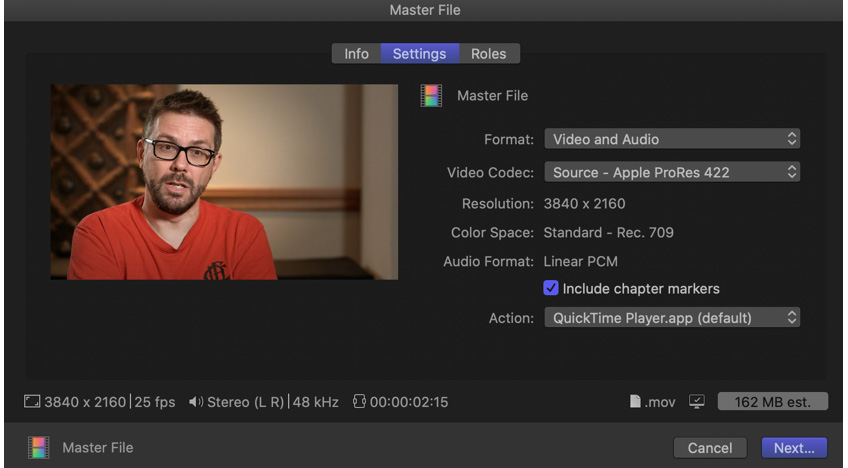 Master File
Info Settings Roles
Master File
Format: Video and Audio
Video Codec: Source - Apple ProRes 422
Resolution: 3840 x 2160
Color Space: Standard - Rec. 709
Audio Format: Linear PCM
Include chapter markers
Action: QuickTime Player.app (default)
3840 x 2160 | 25 fps Stereo (L R) | 48 kHz 00:00:02:15 .mov 162 MB est.
Master File Cancel Next...